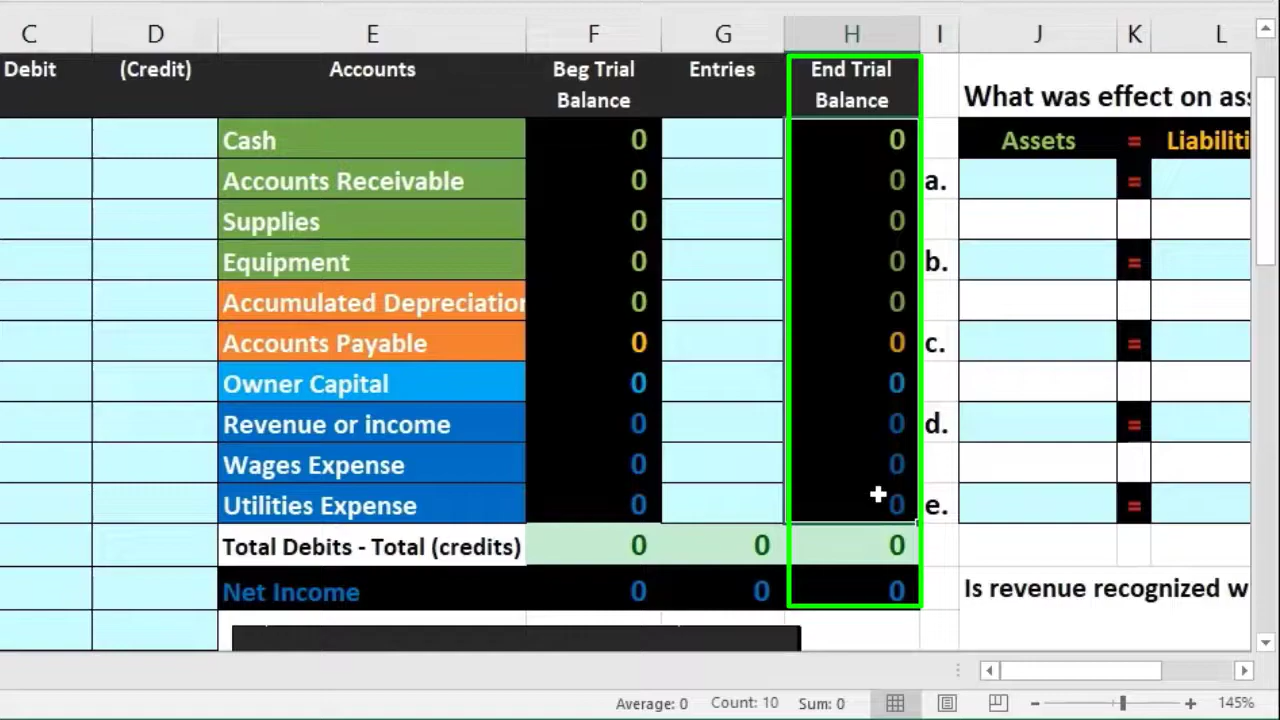 C D E F G H I J K L
Debit (Credit) Accounts Beg Trial Balance Entries End Trial Balance
What was effect on ass
Assets = Liabiliti
Cash 0 0
Accounts Receivable 0 0 a. =
Supplies 0 0
Equipment 0 0 b. =
Accumulated Depreciation 0 0
Accounts Payable 0 0 c. =
Owner Capital 0 0
Revenue or income 0 0 d. =
Wages Expense 0 0
Utilities Expense 0 0 e. =
Total Debits - Total (credits) 0 0 0
Net Income 0 0 0
Is revenue recognized w
Average: 0 Count: 10 Sum: 0 145%